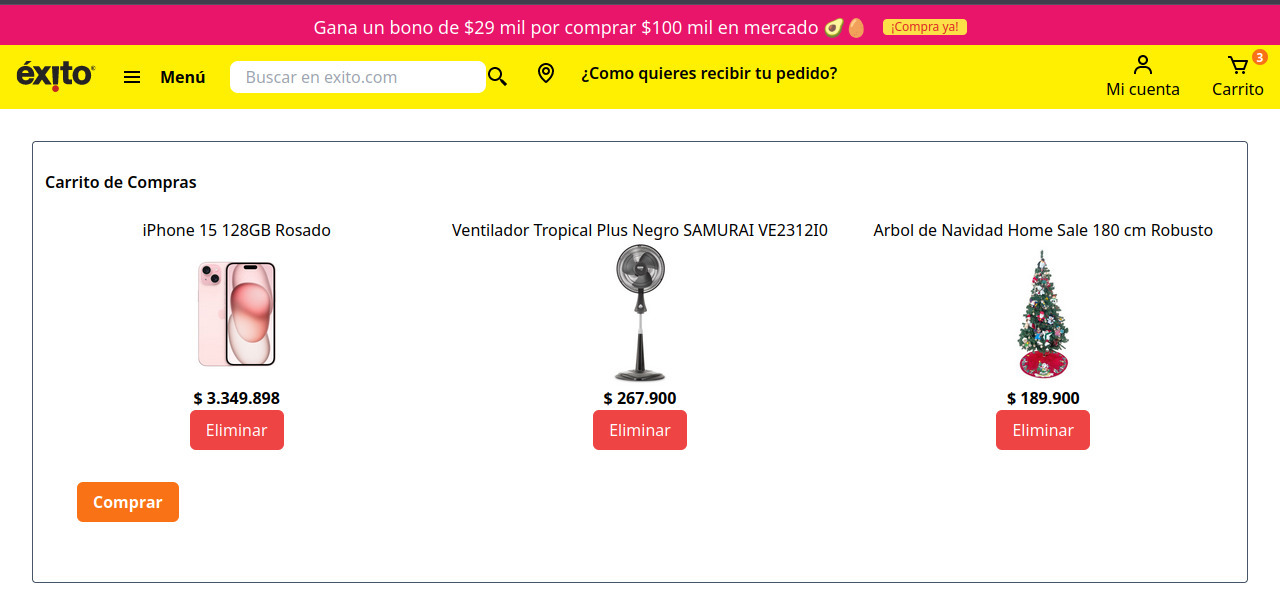 Gana un bono de $29 mil por comprar $100 mil en mercado 🥑🥚 ¡Compra ya!
éxito® Menú Buscar en exito.com ¿Como quieres recibir tu pedido? Mi cuenta Carrito 3
Carrito de Compras
iPhone 15 128GB Rosado
$ 3.349.898
Eliminar
Ventilador Tropical Plus Negro SAMURAI VE2312I0
$ 267.900
Eliminar
Arbol de Navidad Home Sale 180 cm Robusto
$ 189.900
Eliminar
Comprar